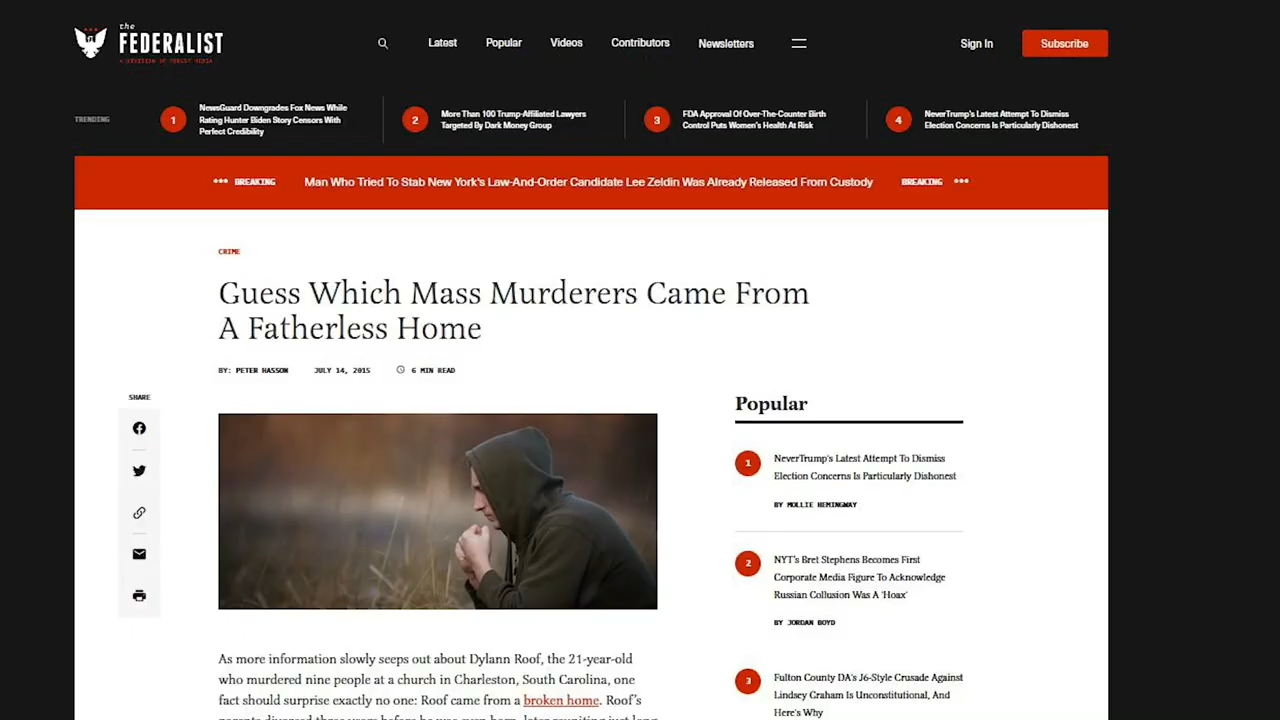 the
FEDERALIST
A DIVISION OF FDRLST MEDIA
Latest
Popular
Videos
Contributors
Newsletters
Sign In
Subscribe
TRENDING
1
NewsGuard Downgrades Fox News While
Rating Hunter Biden Story Censors With
Perfect Credibility
2
More Than 100 Trump-Affiliated Lawyers
Targeted By Dark Money Group
3
FDA Approval Of Over-The-Counter Birth
Control Puts Women's Health At Risk
4
NeverTrump's Latest Attempt To Dismiss
Election Concerns Is Particularly Dishonest
••• BREAKING
Man Who Tried To Stab New York's Law-And-Order Candidate Lee Zeldin Was Already Released From Custody
BREAKING •••
CRIME
Guess Which Mass Murderers Came From
A Fatherless Home
BY: PETER HASSON
JULY 14, 2015
6 MIN READ
SHARE
As more information slowly seeps out about Dylann Roof, the 21-year-old
who murdered nine people at a church in Charleston, South Carolina, one
fact should surprise exactly no one: Roof came from a broken home. Roof's
Popular
1
NeverTrump's Latest Attempt To Dismiss
Election Concerns Is Particularly Dishonest
BY MOLLIE HEMINGWAY
2
NYT's Bret Stephens Becomes First
Corporate Media Figure To Acknowledge
Russian Collusion Was A 'Hoax'
BY JORDAN BOYD
3
Fulton County DA's J6-Style Crusade Against
Lindsey Graham Is Unconstitutional, And
Here's Why